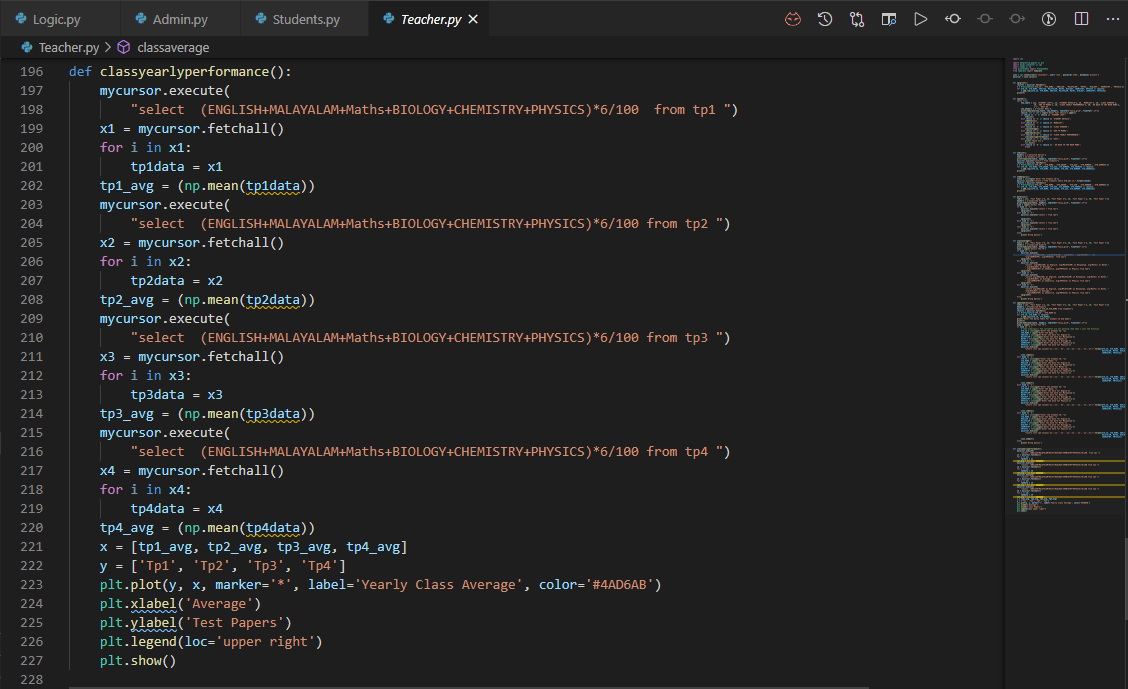 Logic.py Admin.py Students.py Teacher.py
Teacher.py > classaverage
196 def classyearlyperformance():
197     mycursor.execute(
198         "select  (ENGLISH+MALAYALAM+Maths+BIOLOGY+CHEMISTRY+PHYSICS)*6/100  from tp1 ")
199     x1 = mycursor.fetchall()
200     for i in x1:
201         tp1data = x1
202     tp1_avg = (np.mean(tp1data))
203     mycursor.execute(
204         "select  (ENGLISH+MALAYALAM+Maths+BIOLOGY+CHEMISTRY+PHYSICS)*6/100 from tp2 ")
205     x2 = mycursor.fetchall()
206     for i in x2:
207         tp2data = x2
208     tp2_avg = (np.mean(tp2data))
209     mycursor.execute(
210         "select  (ENGLISH+MALAYALAM+Maths+BIOLOGY+CHEMISTRY+PHYSICS)*6/100 from tp3 ")
211     x3 = mycursor.fetchall()
212     for i in x3:
213         tp3data = x3
214     tp3_avg = (np.mean(tp3data))
215     mycursor.execute(
216         "select  (ENGLISH+MALAYALAM+Maths+BIOLOGY+CHEMISTRY+PHYSICS)*6/100 from tp4 ")
217     x4 = mycursor.fetchall()
218     for i in x4:
219         tp4data = x4
220     tp4_avg = (np.mean(tp4data))
221     x = [tp1_avg, tp2_avg, tp3_avg, tp4_avg]
222     y = ['Tp1', 'Tp2', 'Tp3', 'Tp4']
223     plt.plot(y, x, marker='*', label='Yearly Class Average', color='#4AD6AB')
224     plt.xlabel('Average')
225     plt.ylabel('Test Papers')
226     plt.legend(loc='upper right')
227     plt.show()
228